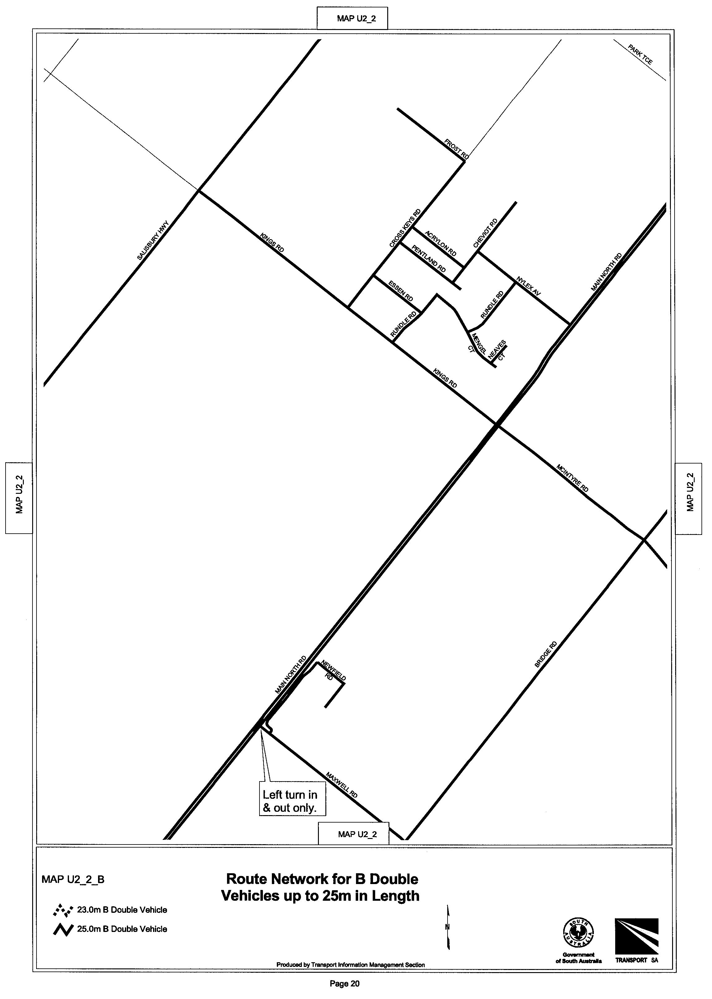 MAP U2_2
PARK TCE
FROST RD
SALISBURY HWY
KINGS RD
CROSS KEYS RD
ACRYLON RD
CHEVIOT RD
PENTLAND RD
MAIN NORTH RD
NYLEX AV
ESSEN RD
RUNDLE RD
RUNDLE RD
MENGEL
CT
NEAVES
CT
KINGS RD
MCINTYRE RD
MAP U2_2
MAP U2_2
BRIDGE RD
MAIN NORTH RD
NEWFIELD
RD
MAXWELL RD
Left turn in
& out only.
MAP U2_2
MAP U2_2_B
Route Network for B Double
Vehicles up to 25m in Length
23.0m B Double Vehicle
25.0m B Double Vehicle
N
SOUTH
AUSTRALIA
Government
of South Australia
TRANSPORT SA
Produced by Transport Information Management Section
Page 20